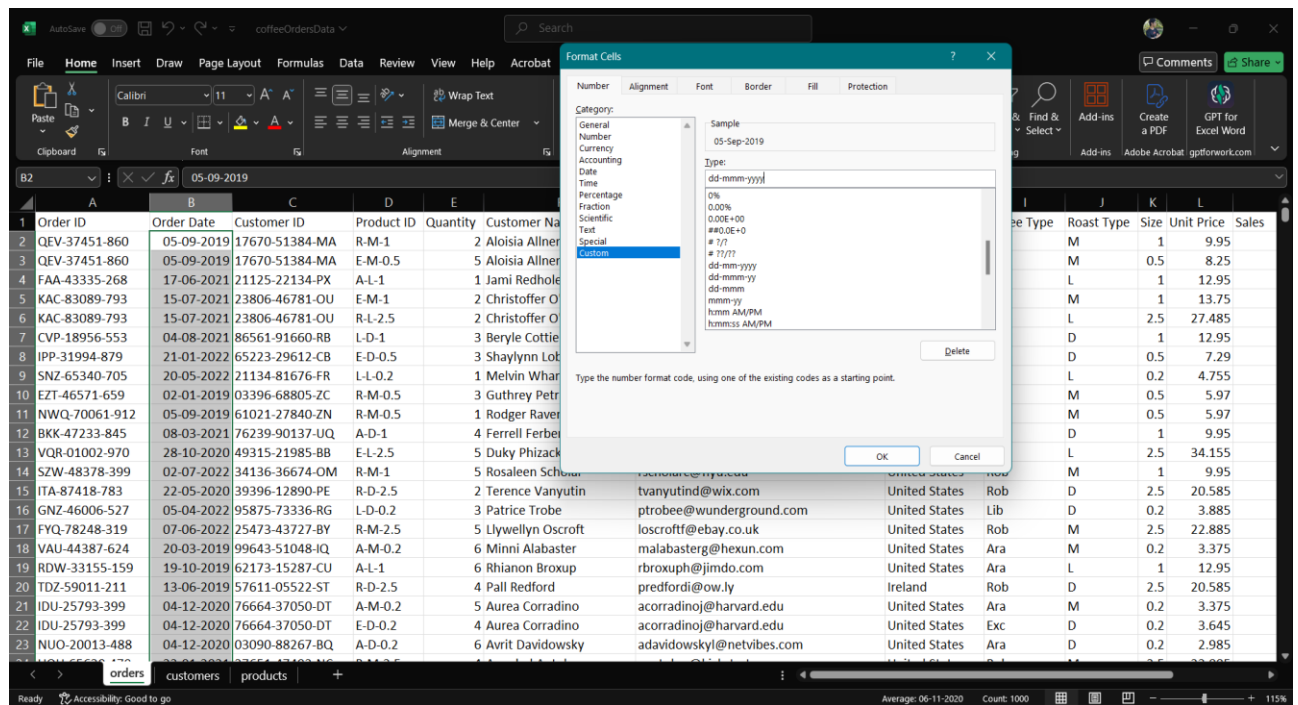 AutoSave Off coffeeOrdersData Search
File Home Insert Draw Page Layout Formulas Data Review View Help Acrobat Comments Share
Paste Calibri 11 Wrap Text Find & Select Add-ins Create a PDF GPT for Excel Word
B I U Merge & Center
Clipboard Font Alignment Add-ins Adobe Acrobat gptforwork.com
B2 fx 05-09-2019
Format Cells ?
Number Alignment Font Border Fill Protection
Category:
General
Number
Currency
Accounting
Date
Time
Percentage
Fraction
Scientific
Text
Special
Custom
Sample
05-Sep-2019
Type:
dd-mmm-yyyy
0%
0.00%
0.00E+00
##0.0E+0
# ?/?
# ??/??
dd-mm-yyyy
dd-mmm-yy
dd-mmm
mmm-yy
h:mm AM/PM
h:mm:ss AM/PM
Delete
Type the number format code, using one of the existing codes as a starting point.
OK Cancel
A B C D E I J K L
1 Order ID Order Date Customer ID Product ID Quantity Customer Na ee Type Roast Type Size Unit Price Sales
2 QEV-37451-860 05-09-2019 17670-51384-MA R-M-1 2 Aloisia Allner M 1 9.95
3 QEV-37451-860 05-09-2019 17670-51384-MA E-M-0.5 5 Aloisia Allner M 0.5 8.25
4 FAA-43335-268 17-06-2021 21125-22134-PX A-L-1 1 Jami Redhole L 1 12.95
5 KAC-83089-793 15-07-2021 23806-46781-OU E-M-1 2 Christoffer O M 1 13.75
6 KAC-83089-793 15-07-2021 23806-46781-OU R-L-2.5 2 Christoffer O L 2.5 27.485
7 CVP-18956-553 04-08-2021 86561-91660-RB L-D-1 3 Beryle Cottie D 1 12.95
8 IPP-31994-879 21-01-2022 65223-29612-CB E-D-0.5 3 Shaylynn Lob D 0.5 7.29
9 SNZ-65340-705 20-05-2022 21134-81676-FR L-L-0.2 1 Melvin Whar L 0.2 4.755
10 EZT-46571-659 02-01-2019 03396-68805-ZC R-M-0.5 3 Guthrey Petr M 0.5 5.97
11 NWQ-70061-912 05-09-2019 61021-27840-ZN R-M-0.5 1 Rodger Raver M 0.5 5.97
12 BKK-47233-845 08-03-2021 76239-90137-UQ A-D-1 4 Ferrell Ferber D 1 9.95
13 VQR-01002-970 28-10-2020 49315-21985-BB E-L-2.5 5 Duky Phizack L 2.5 34.155
14 SZW-48378-399 02-07-2022 34136-36674-OM R-M-1 5 Rosaleen Scholar M 1 9.95
15 ITA-87418-783 22-05-2020 39396-12890-PE R-D-2.5 2 Terence Vanyutin tvanyutind@wix.com United States Rob D 2.5 20.585
16 GNZ-46006-527 05-04-2022 95875-73336-RG L-D-0.2 3 Patrice Trobe ptrobee@wunderground.com United States Lib D 0.2 3.885
17 FYQ-78248-319 07-06-2022 25473-43727-BY R-M-2.5 5 Llywellyn Oscroft loscroftf@ebay.co.uk United States Rob M 2.5 22.885
18 VAU-44387-624 20-03-2019 99643-51048-IQ A-M-0.2 6 Minni Alabaster malabasterg@hexun.com United States Ara M 0.2 3.375
19 RDW-33155-159 19-10-2019 62173-15287-CU A-L-1 6 Rhianon Broxup rbroxuph@jimdo.com United States Ara L 1 12.95
20 TDZ-59011-211 13-06-2019 57611-05522-ST R-D-2.5 4 Pall Redford predfordi@ow.ly Ireland Rob D 2.5 20.585
21 IDU-25793-399 04-12-2020 76664-37050-DT A-M-0.2 5 Aurea Corradino acorradinoj@harvard.edu United States Ara M 0.2 3.375
22 IDU-25793-399 04-12-2020 76664-37050-DT E-D-0.2 4 Aurea Corradino acorradinoj@harvard.edu United States Exc D 0.2 3.645
23 NUO-20013-488 04-12-2020 03090-88267-BQ A-D-0.2 6 Avrit Davidowsky adavidowskyl@netvibes.com United States Ara D 0.2 2.985
orders customers products +
Ready Accessibility: Good to go Average: 06-11-2020 Count: 1000 115%